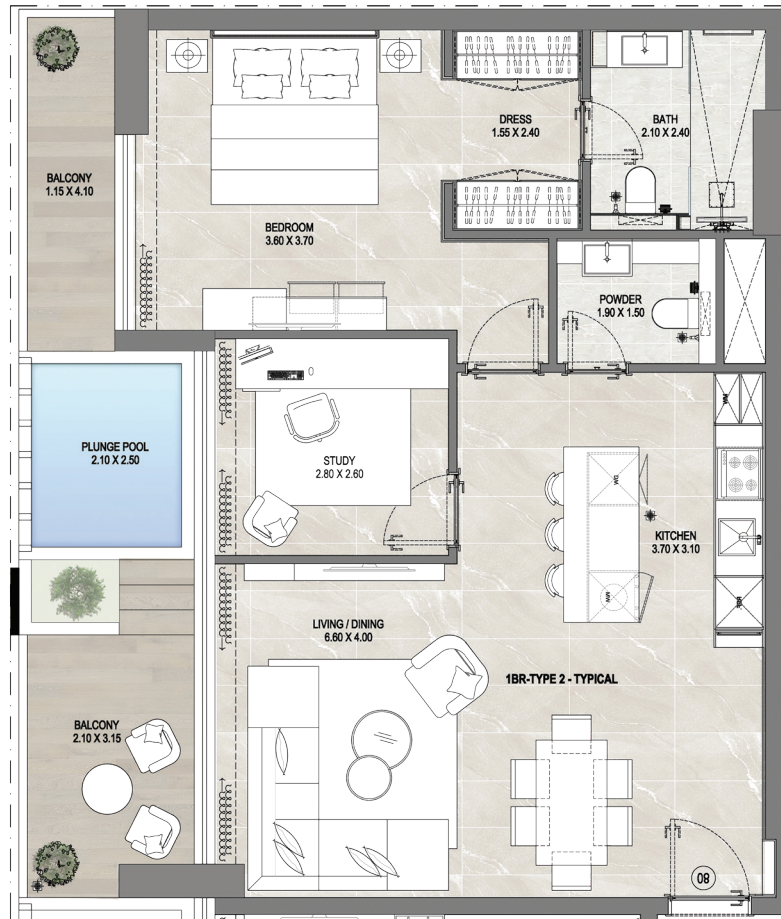 DRESS
1.55 X 2.40
BATH
2.10 X 2.40
BALCONY
1.15 X 4.10
BEDROOM
3.60 X 3.70
POWDER
1.90 X 1.50
PLUNGE POOL
2.10 X 2.50
STUDY
2.80 X 2.60
WD
KITCHEN
3.70 X 3.10
MW
REF
LIVING / DINING
6.60 X 4.00
1BR-TYPE 2 - TYPICAL
BALCONY
2.10 X 3.15
08